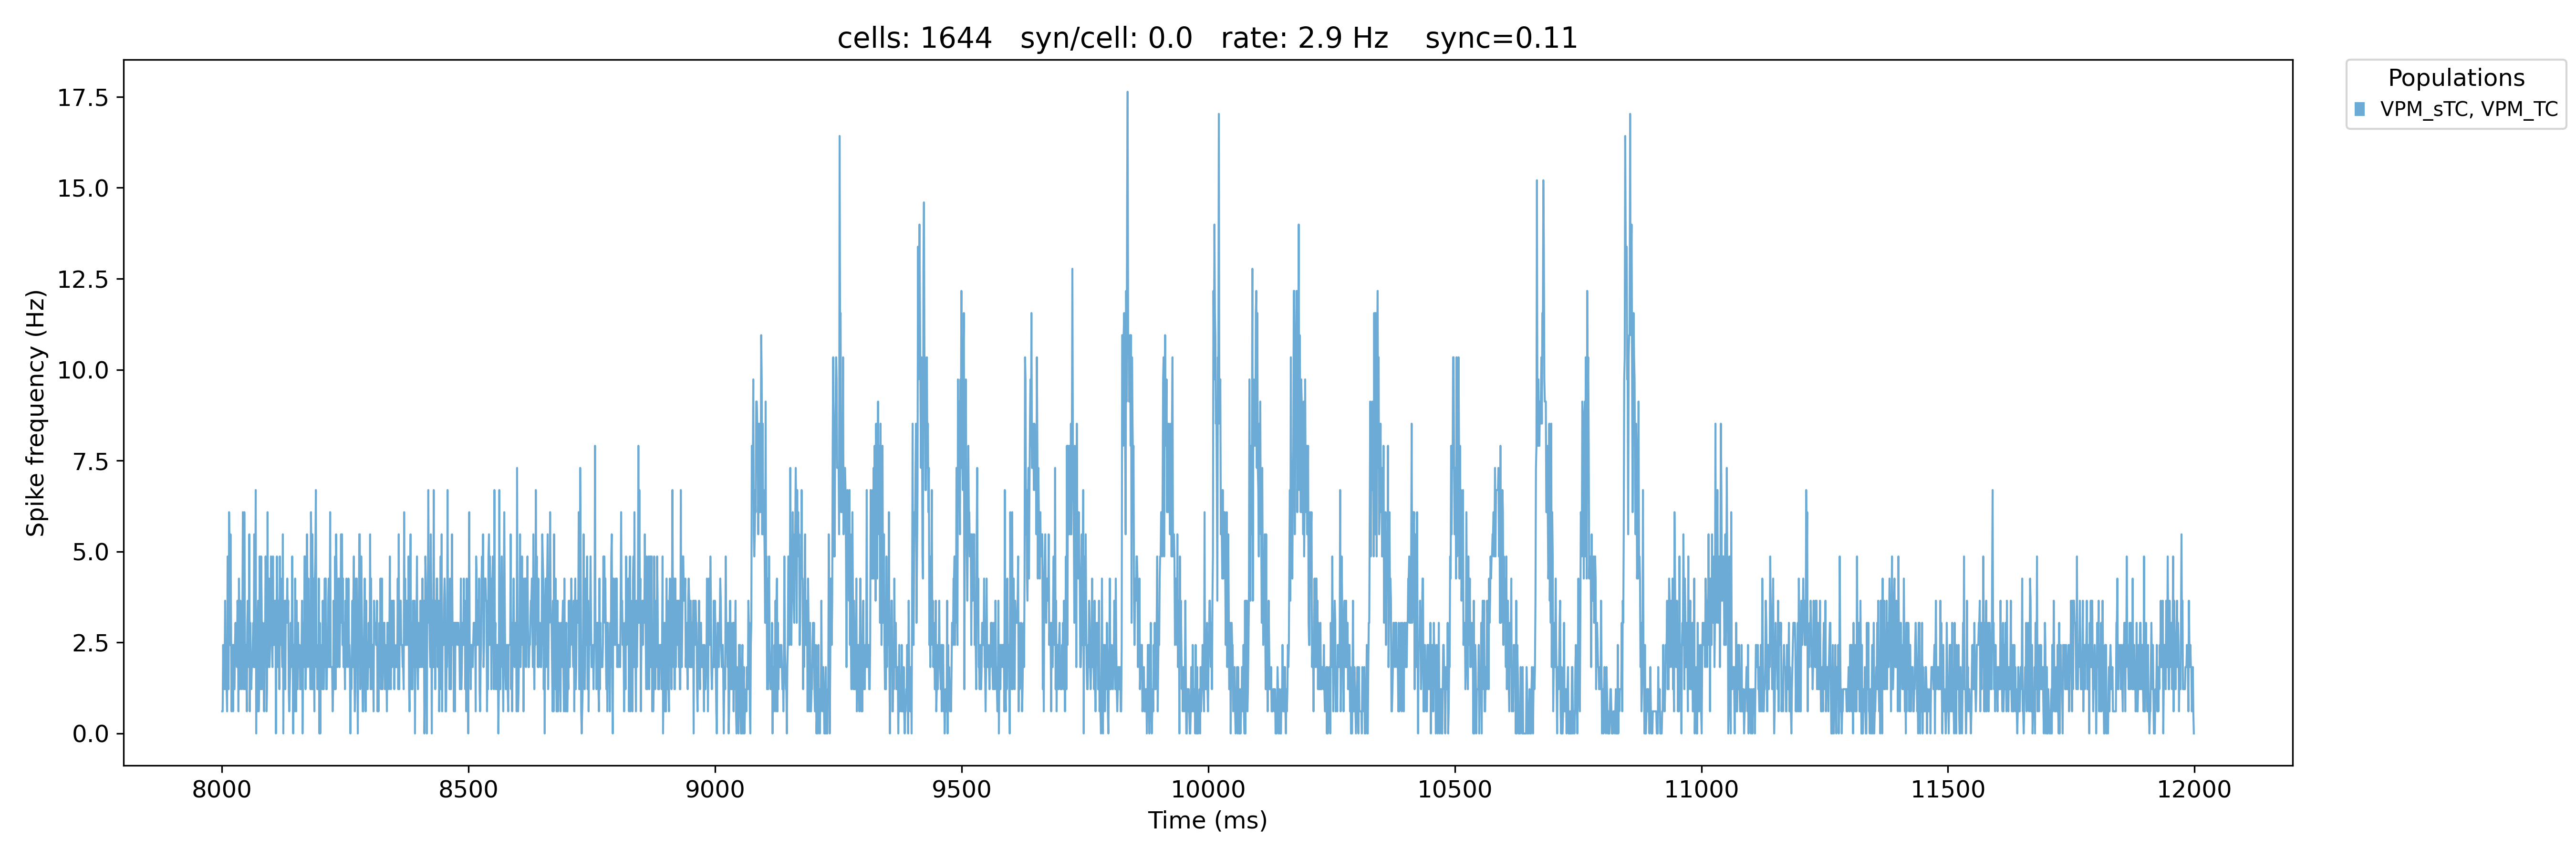 cells: 1644   syn/cell: 0.0   rate: 2.9 Hz    sync=0.11
Populations
VPM_sTC, VPM_TC
Spike frequency (Hz)
17.5
15.0
12.5
10.0
7.5
5.0
2.5
0.0
8000 8500 9000 9500 10000 10500 11000 11500 12000
Time (ms)